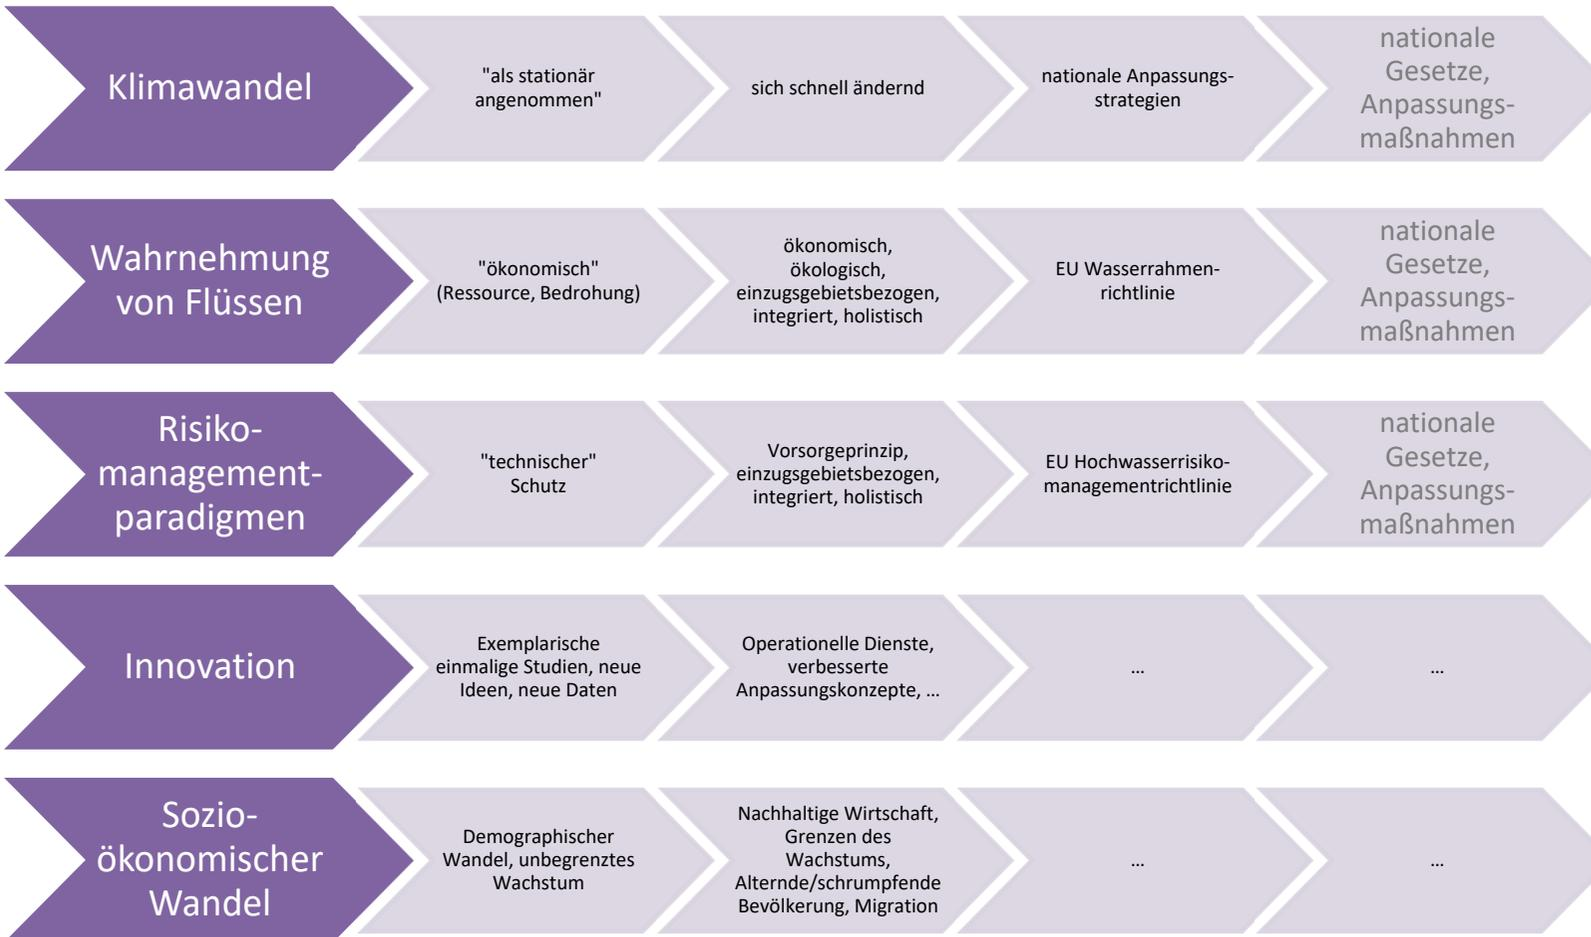 Klimawandel
"als stationär
angenommen"
sich schnell ändernd
nationale Anpassungs-
strategien
nationale
Gesetze,
Anpassungs-
maßnahmen
Wahrnehmung
von Flüssen
"ökonomisch"
(Ressource, Bedrohung)
ökonomisch,
ökologisch,
einzugsgebietsbezogen,
integriert, holistisch
EU Wasserrahmen-
richtlinie
nationale
Gesetze,
Anpassungs-
maßnahmen
Risiko-
management-
paradigmen
"technischer"
Schutz
Vorsorgeprinzip,
einzugsgebietsbezogen,
integriert, holistisch
EU Hochwasserrisiko-
managementrichtlinie
nationale
Gesetze,
Anpassungs-
maßnahmen
Innovation
Exemplarische
einmalige Studien, neue
Ideen, neue Daten
Operationelle Dienste,
verbesserte
Anpassungskonzepte, ...
...
...
Sozio-
ökonomischer
Wandel
Demographischer
Wandel, unbegrenztes
Wachstum
Nachhaltige Wirtschaft,
Grenzen des
Wachstums,
Alternde/schrumpfende
Bevölkerung, Migration
...
...